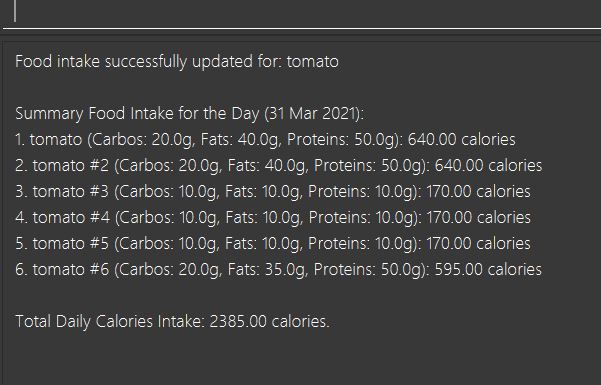 Food intake successfully updated for: tomato
Summary Food Intake for the Day (31 Mar 2021):
1. tomato (Carbos: 20.0g, Fats: 40.0g, Proteins: 50.0g): 640.00 calories
2. tomato #2 (Carbos: 20.0g, Fats: 40.0g, Proteins: 50.0g): 640.00 calories
3. tomato #3 (Carbos: 10.0g, Fats: 10.0g, Proteins: 10.0g): 170.00 calories
4. tomato #4 (Carbos: 10.0g, Fats: 10.0g, Proteins: 10.0g): 170.00 calories
5. tomato #5 (Carbos: 10.0g, Fats: 10.0g, Proteins: 10.0g): 170.00 calories
6. tomato #6 (Carbos: 20.0g, Fats: 35.0g, Proteins: 50.0g): 595.00 calories
Total Daily Calories Intake: 2385.00 calories.